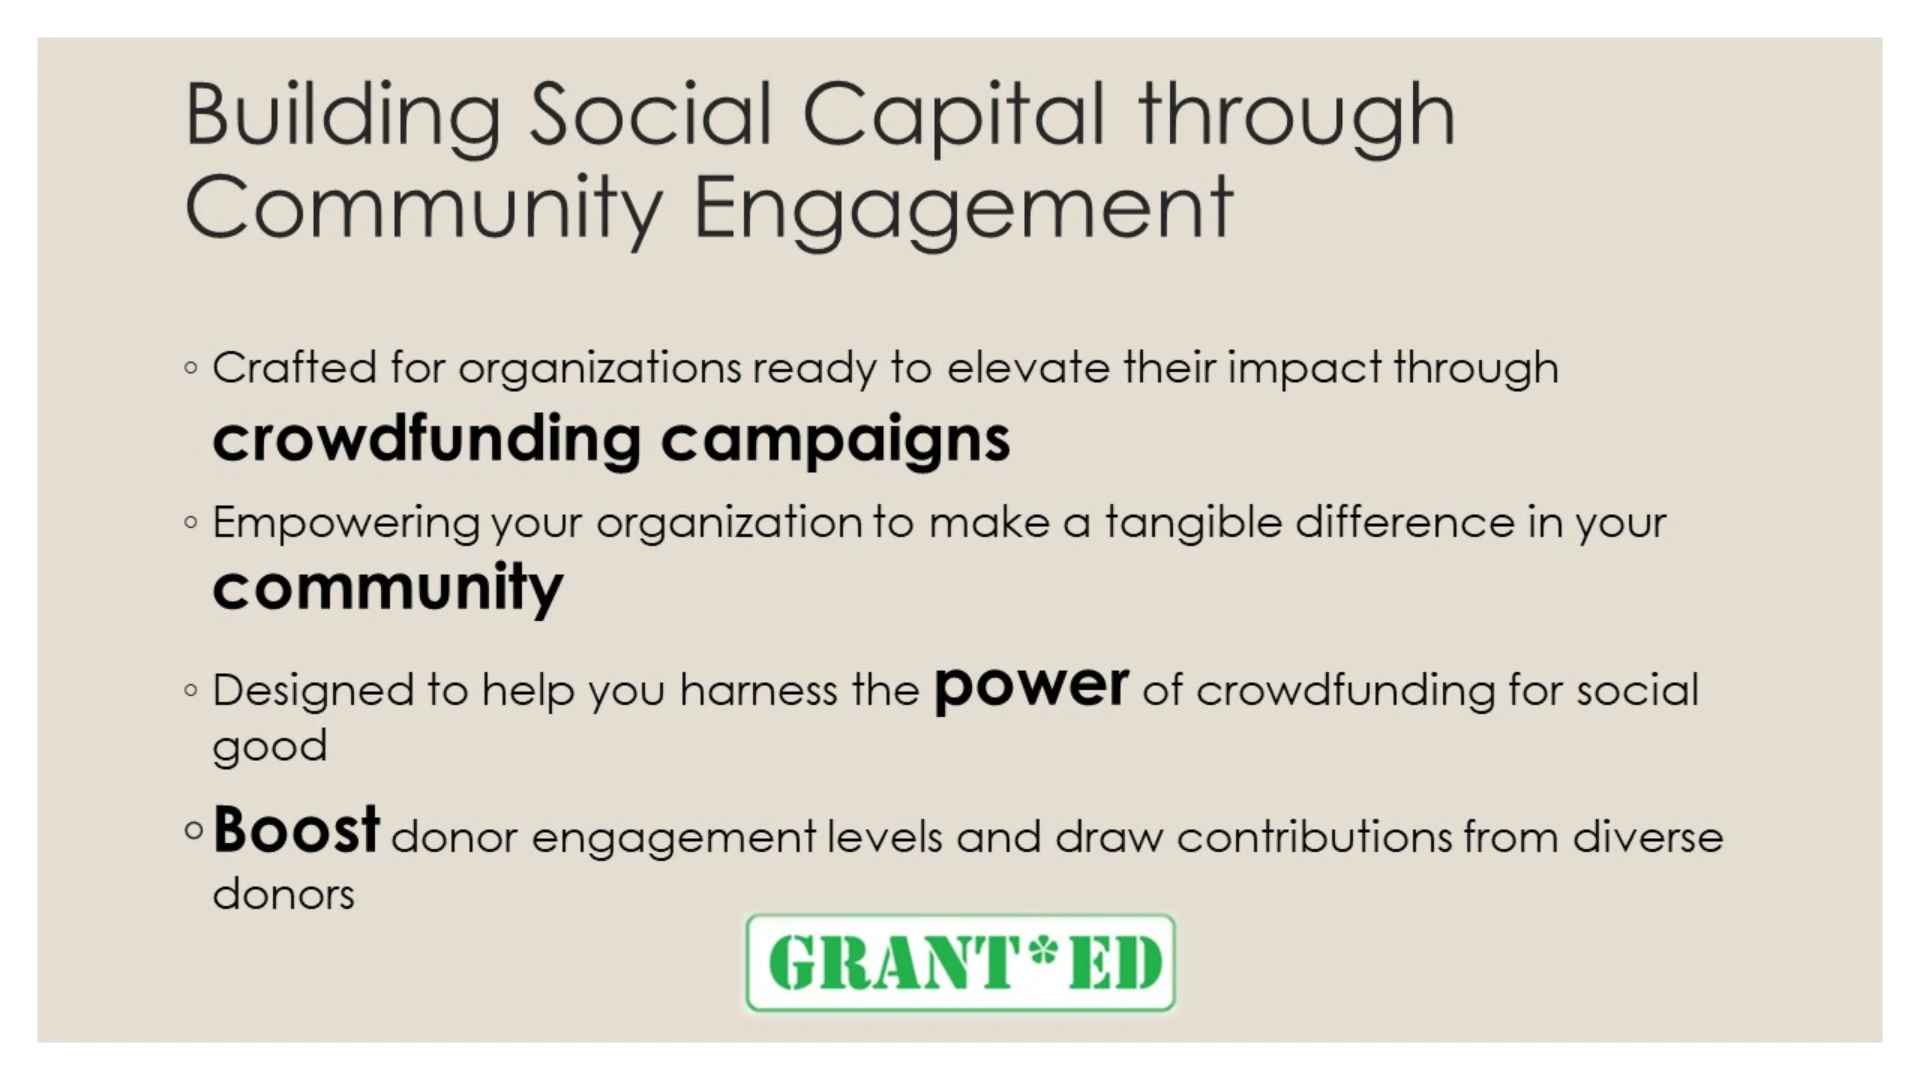 Building Social Capital through
Community Engagement
◦ Crafted for organizations ready to elevate their impact through
crowdfunding campaigns
◦ Empowering your organization to make a tangible difference in your
community
◦ Designed to help you harness the power of crowdfunding for social
good
◦ Boost donor engagement levels and draw contributions from diverse
donors
GRANT*ED